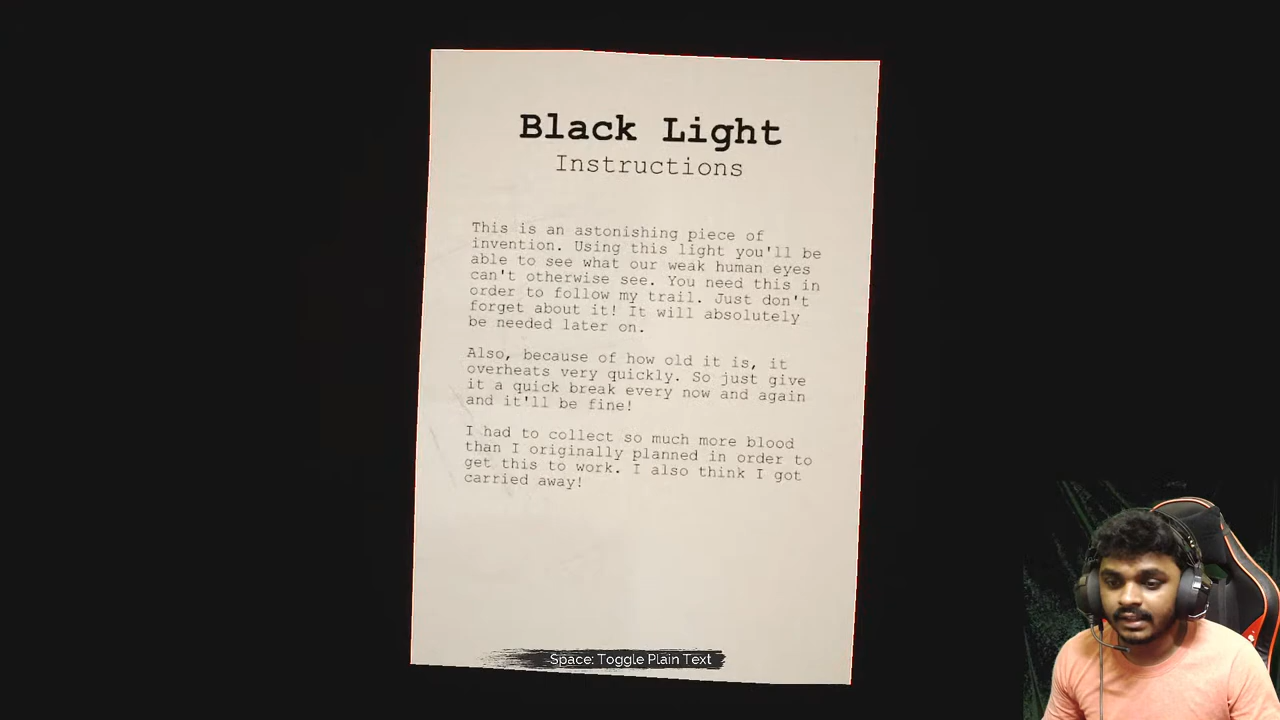 Black Light
Instructions
This is an astonishing piece of
invention. Using this light you'll be
able to see what our weak human eyes
can't otherwise see. You need this in
order to follow my trail. Just don't
forget about it! It will absolutely
be needed later on.
Also, because of how old it is, it
overheats very quickly. So just give
it a quick break every now and again
and it'll be fine!
I had to collect so much more blood
than I originally planned in order to
get this to work. I also think I got
carried away!
Space: Toggle Plain Text